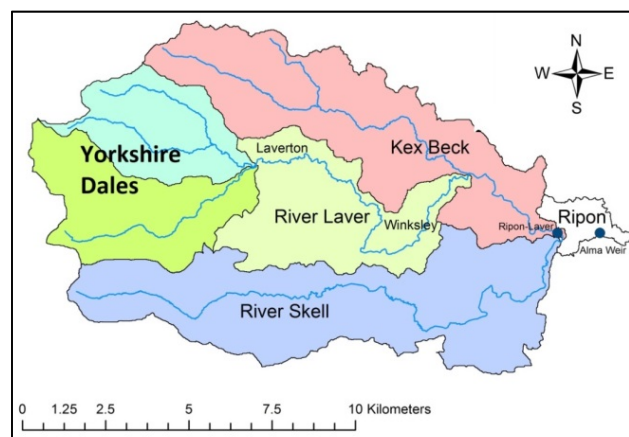 N
W E
S
Kex Beck
Laverton
Yorkshire
Dales
River Laver
Winksley
Ripon
Ripon-Laver
Alma Weir
River Skell
0 1.25 2.5 5 7.5 10 Kilometers